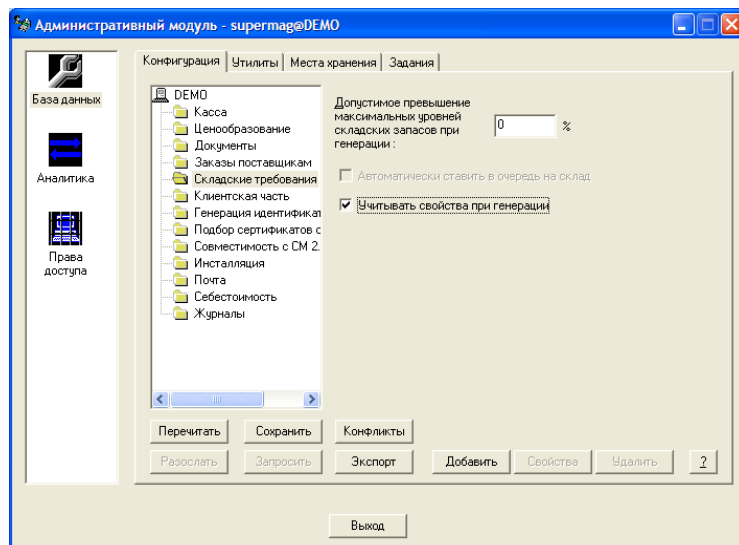 Административный модуль - supermag@DEMO
База данных
Аналитика
Права
доступа
Конфигурация
Утилиты
Места хранения
Задания
DEMO
Касса
Ценообразование
Документы
Заказы поставщикам
Складские требования
Клиентская часть
Генерация идентификат
Подбор сертификатов с
Совместимость с СМ 2.
Инсталляция
Почта
Себестоимость
Журналы
Допустимое превышение
максимальных уровней
складских запасов при
генерации :
0
%
Автоматически ставить в очередь на склад
Учитывать свойства при генерации
Перечитать
Сохранить
Конфликты
Разослать
Запросить
Экспорт
Добавить
Свойства
Удалить
?
Выход